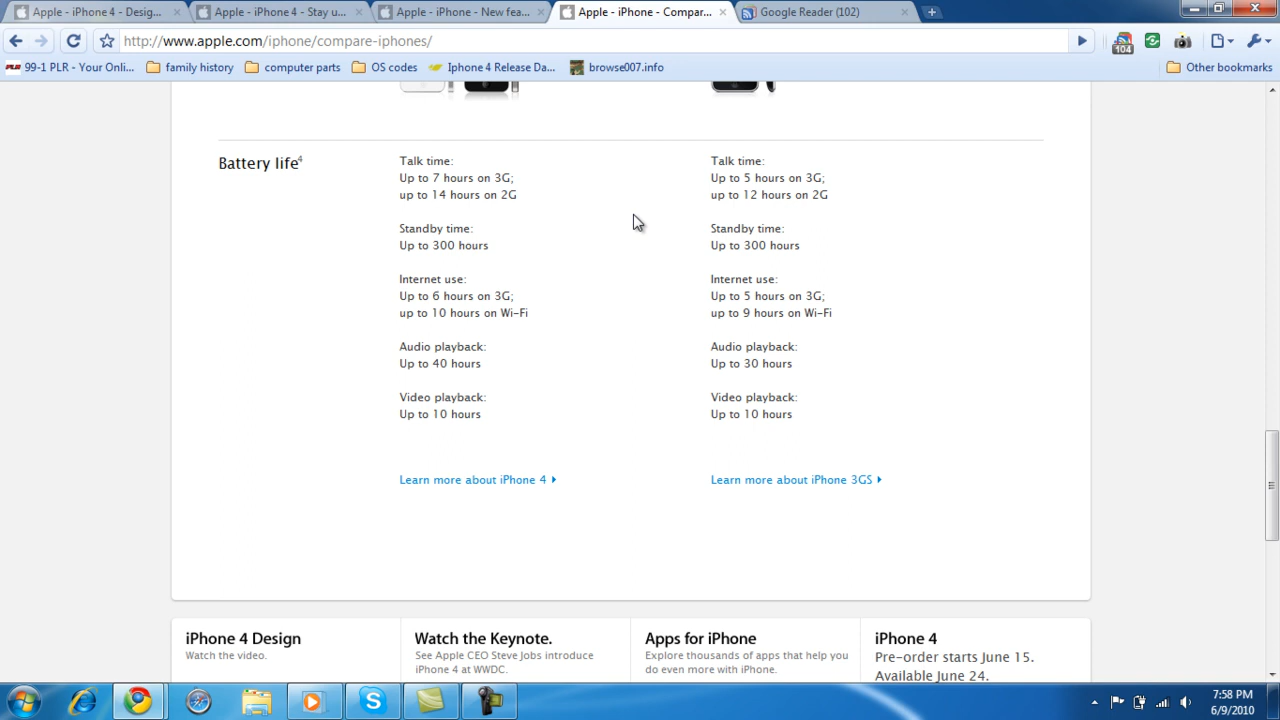 Apple - iPhone 4 - Desig...
Apple - iPhone 4 - Stay u...
Apple - iPhone - New fea...
Apple - iPhone - Compar...
Google Reader (102)
http://www.apple.com/iphone/compare-iphones/
104
99-1 PLR - Your Onli...
family history
computer parts
OS codes
Iphone 4 Release Da...
browse007.info
Other bookmarks
Battery life4
Talk time:
Up to 7 hours on 3G;
up to 14 hours on 2G
Standby time:
Up to 300 hours
Internet use:
Up to 6 hours on 3G;
up to 10 hours on Wi-Fi
Audio playback:
Up to 40 hours
Video playback:
Up to 10 hours
Learn more about iPhone 4
Talk time:
Up to 5 hours on 3G;
up to 12 hours on 2G
Standby time:
Up to 300 hours
Internet use:
Up to 5 hours on 3G;
up to 9 hours on Wi-Fi
Audio playback:
Up to 30 hours
Video playback:
Up to 10 hours
Learn more about iPhone 3GS
iPhone 4 Design
Watch the video.
Watch the Keynote.
See Apple CEO Steve Jobs introduce
iPhone 4 at WWDC.
Apps for iPhone
Explore thousands of apps that help you
do even more with iPhone.
iPhone 4
Pre-order starts June 15.
Available June 24.
7:58 PM
6/9/2010